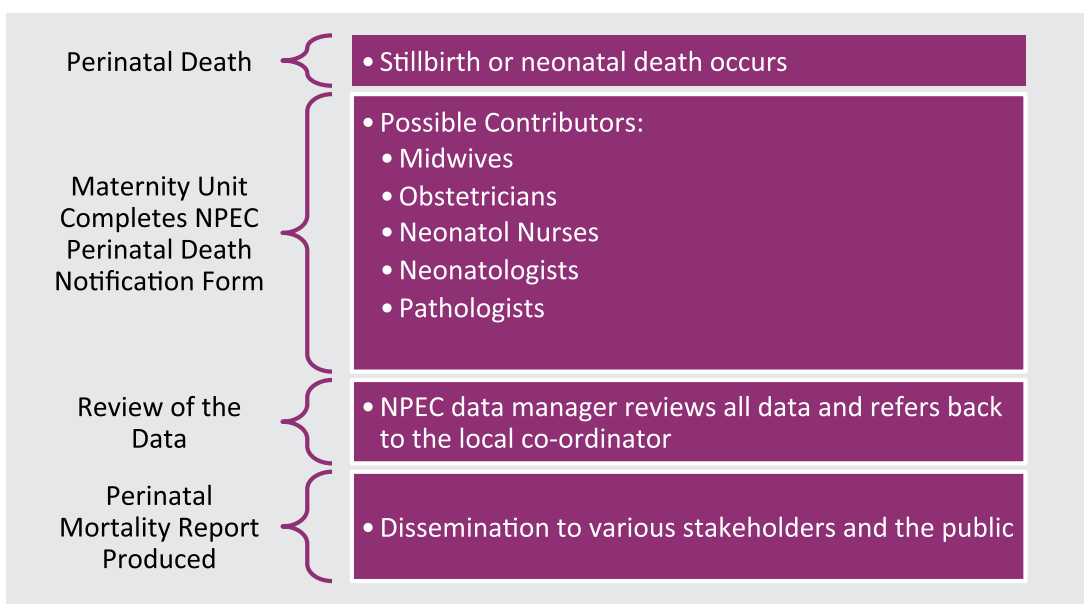 Perinatal Death
• Stillbirth or neonatal death occurs
Maternity Unit
Completes NPEC
Perinatal Death
Notification Form
• Possible Contributors:
• Midwives
• Obstetricians
• Neonatol Nurses
• Neonatologists
• Pathologists
Review of the
Data
• NPEC data manager reviews all data and refers back
to the local co-ordinator
Perinatal
Mortality Report
Produced
• Dissemination to various stakeholders and the public